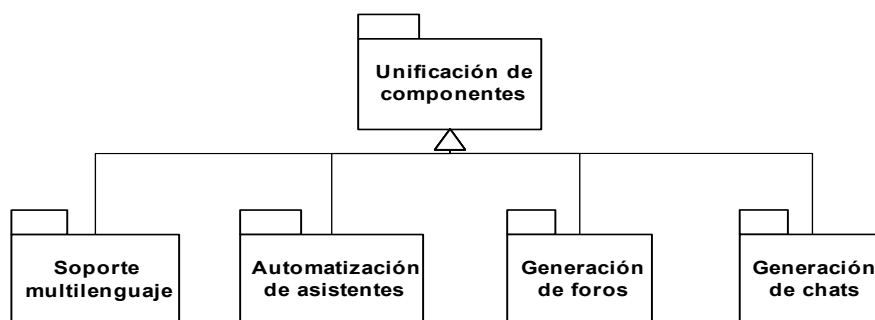 Unificación de
componentes
Soporte
multilenguaje
Automatización
de asistentes
Generación
de foros
Generación
de chats